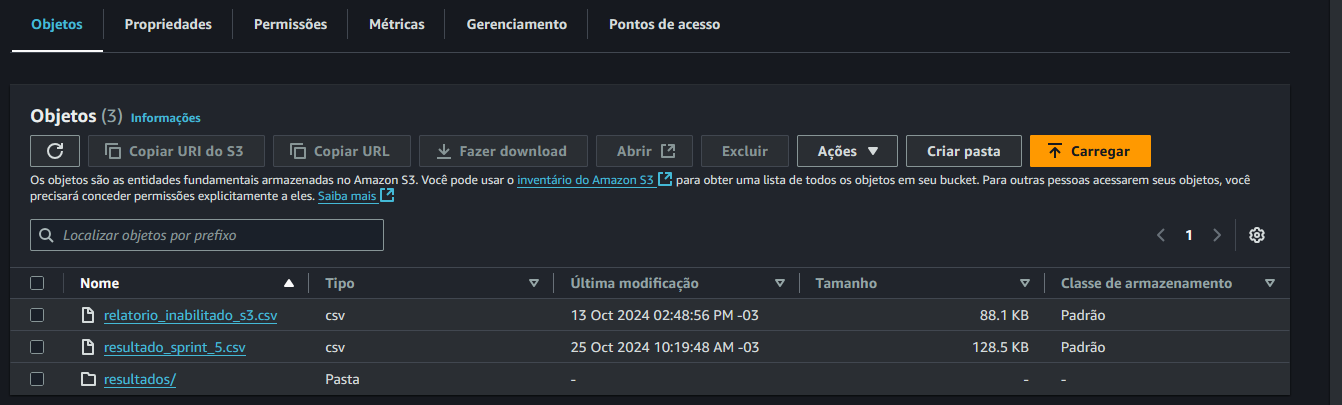 Objetos Propriedades Permissões Métricas Gerenciamento Pontos de acesso
Objetos (3) Informações
Copiar URI do S3 Copiar URL Fazer download Abrir Excluir Ações Criar pasta Carregar
Os objetos são as entidades fundamentais armazenadas no Amazon S3. Você pode usar o inventário do Amazon S3 para obter uma lista de todos os objetos em seu bucket. Para outras pessoas acessarem seus objetos, você
precisará conceder permissões explicitamente a eles. Saiba mais
Localizar objetos por prefixo 1
Nome Tipo Última modificação Tamanho Classe de armazenamento
relatorio_inabilitado_s3.csv csv 13 Oct 2024 02:48:56 PM -03 88.1 KB Padrão
resultado_sprint_5.csv csv 25 Oct 2024 10:19:48 AM -03 128.5 KB Padrão
resultados/ Pasta - - -